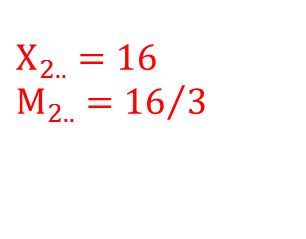 X₂.. = 16
M₂.. = 16/3